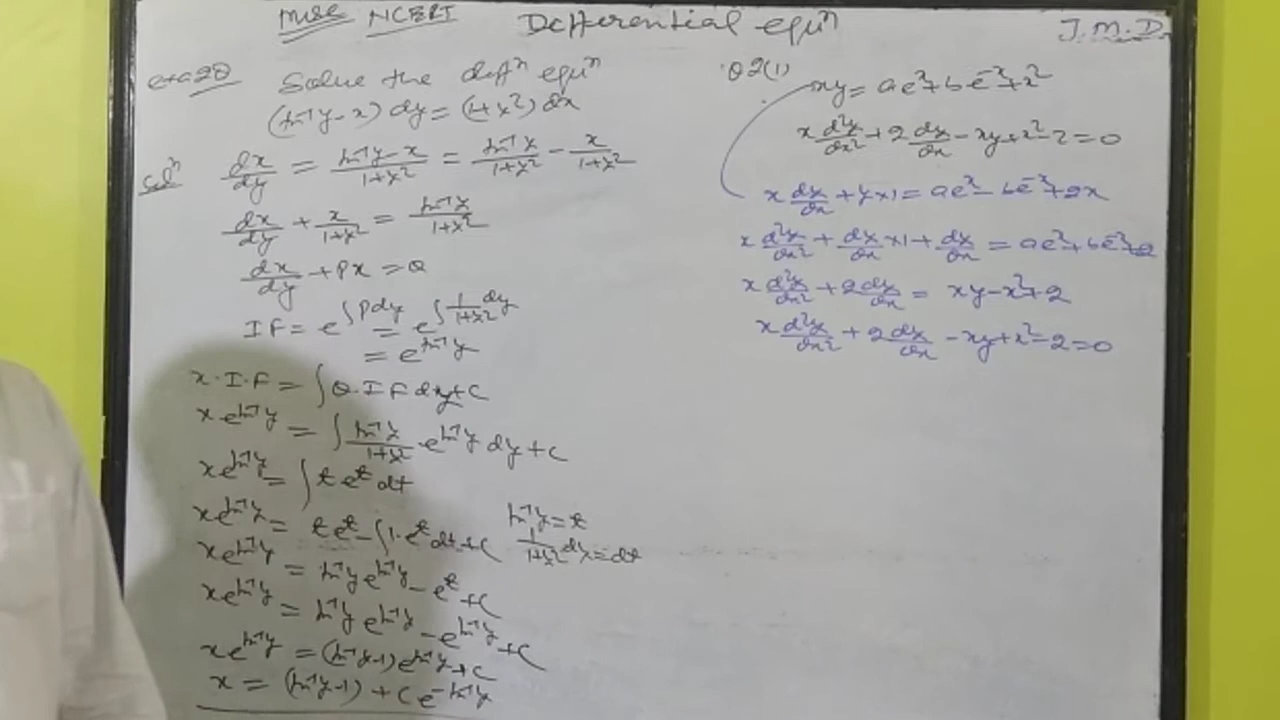 Misc NCERT Differential equⁿ J.M.D.
exa 28 Solve the diffⁿ equⁿ
(tan⁻¹y-x) dy = (1+y²) dx
Solⁿ dx/dy = (tan⁻¹y-x)/(1+y²) = tan⁻¹y/(1+y²) - x/(1+y²)
dx/dy + x/(1+y²) = tan⁻¹y/(1+y²)
dx/dy + Px = Q
IF = e^∫Pdy = e^∫1/(1+y²) dy
= e^tan⁻¹y
x·I·F = ∫Q·IF dy+C
x e^tan⁻¹y = ∫ tan⁻¹y/(1+y²) · e^tan⁻¹y dy + C
x e^tan⁻¹y = ∫ t e^t dt
x e^tan⁻¹y = t e^t - ∫1·e^t dt + C
tan⁻¹y = t
1/(1+y²) dy = dt
x e^tan⁻¹y = tan⁻¹y e^tan⁻¹y - e^t + C
x e^tan⁻¹y = tan⁻¹y e^tan⁻¹y - e^tan⁻¹y + C
x e^tan⁻¹y = (tan⁻¹y-1) e^tan⁻¹y + C
x = (tan⁻¹y-1) + C e^-tan⁻¹y
Q2(1) xy = ae^x + be^-x + x²
x d²y/dx² + 2 dy/dx - xy + x² - 2 = 0
x dy/dx + y×1 = ae^x - be^-x + 2x
x d²y/dx² + dy/dx ×1 + dy/dx = ae^x + be^-x + 2
x d²y/dx² + 2 dy/dx = xy - x² + 2
x d²y/dx² + 2 dy/dx - xy + x² - 2 = 0